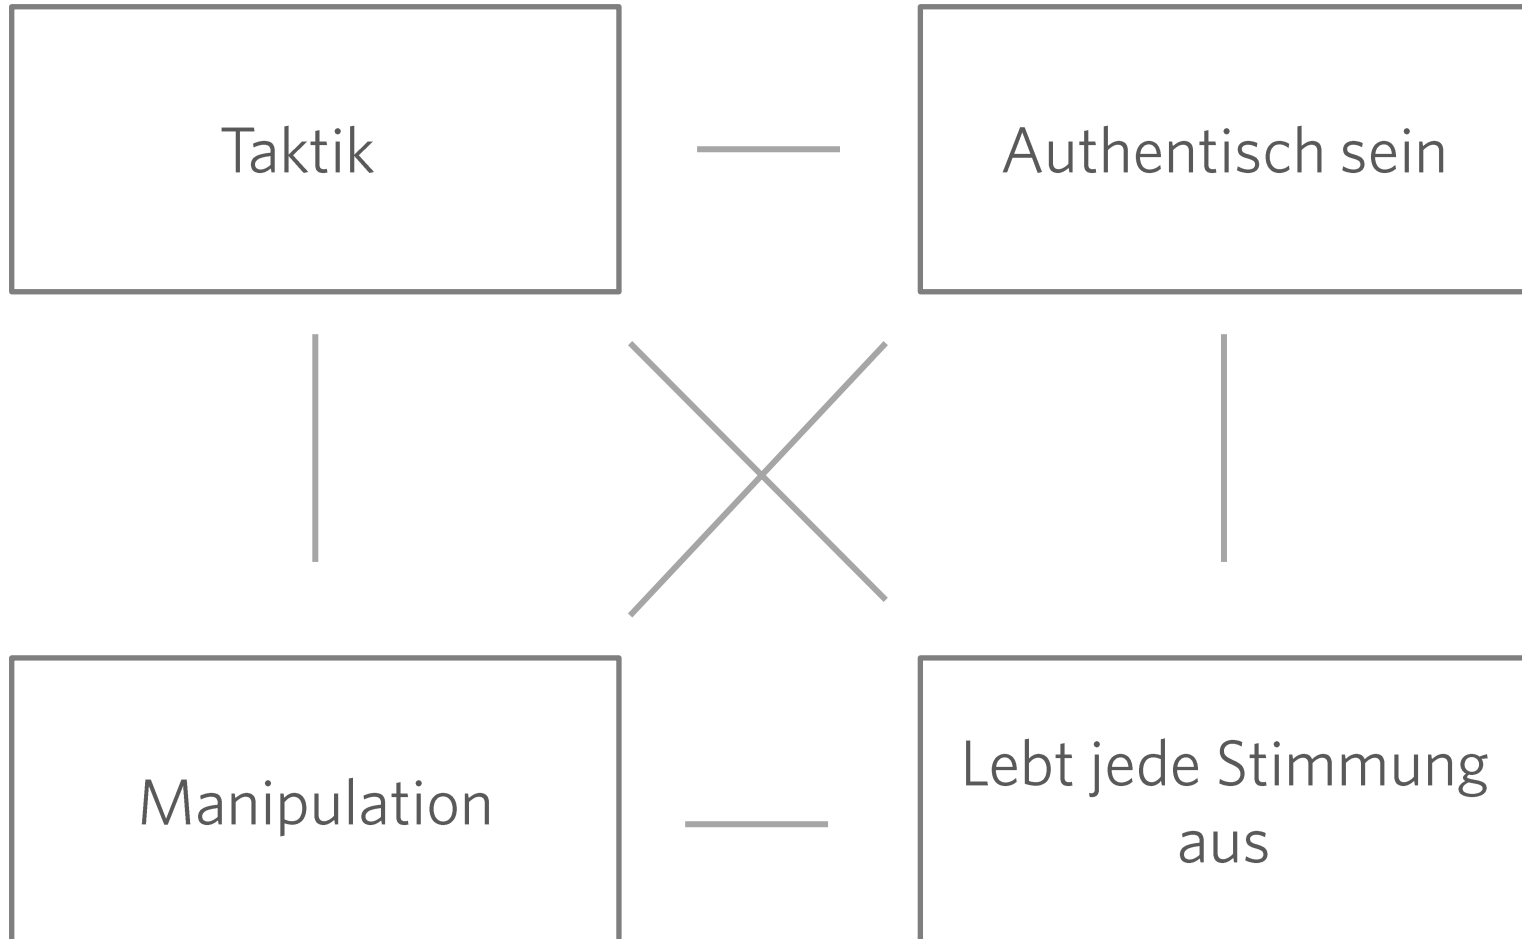 Taktik
Authentisch sein
Manipulation
Lebt jede Stimmung
aus